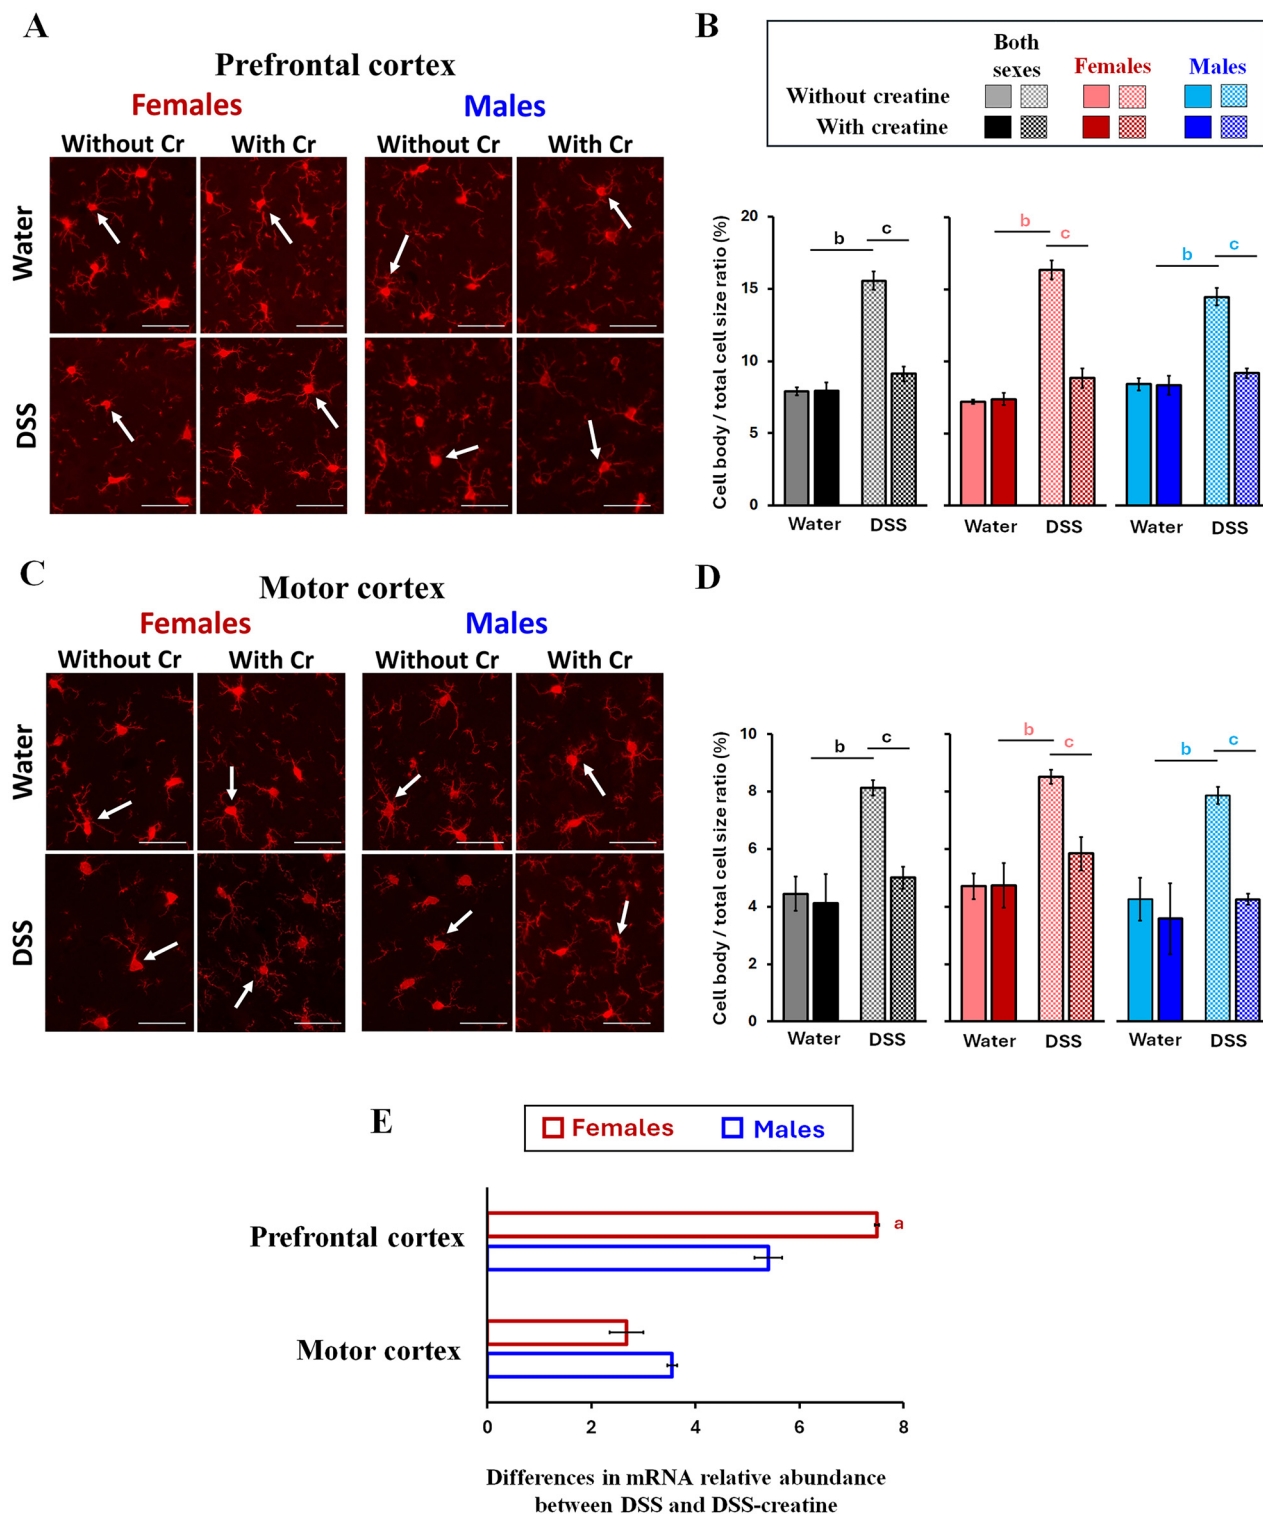 A
Prefrontal cortex
Females Males
Without Cr With Cr Without Cr With Cr
Water
DSS
B
Both
sexes Females Males
Without creatine
With creatine
Cell body / total cell size ratio (%)
20
15
10
5
0
b c b c b c
Water DSS Water DSS Water DSS
C
Motor cortex
Females Males
Without Cr With Cr Without Cr With Cr
Water
DSS
D
Cell body / total cell size ratio (%)
10
8
6
4
2
0
b c b c b c
Water DSS Water DSS Water DSS
E
Females Males
Prefrontal cortex a
Motor cortex
0 2 4 6 8
Differences in mRNA relative abundance
between DSS and DSS-creatine